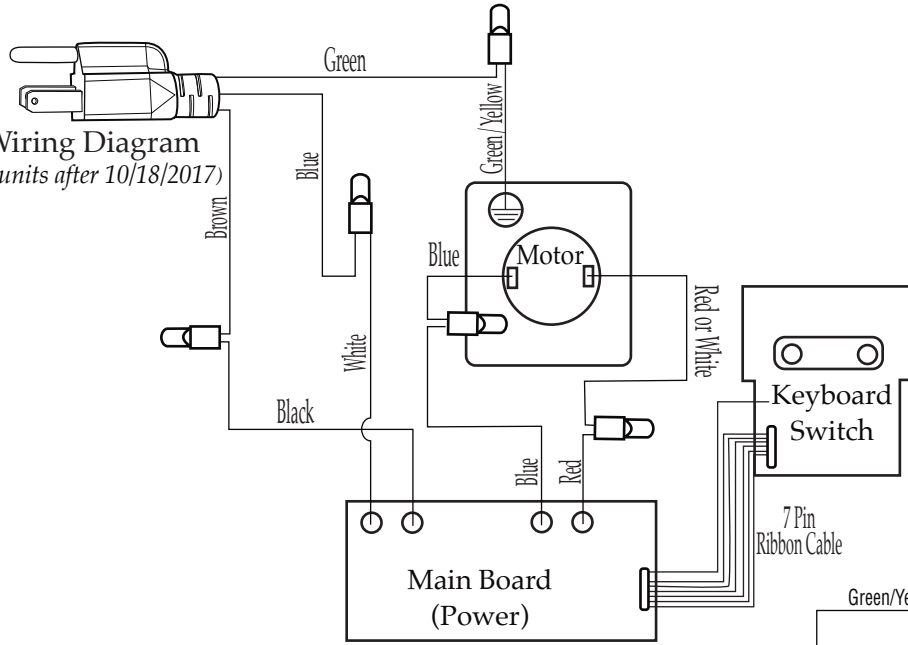 Green
Wiring Diagram
units after 10/18/2017)
Brown
Blue
Green/Yellow
Blue
Motor
Red or White
White
Black
Keyboard
Switch
Blue
Red
7 Pin
Ribbon Cable
Main Board
(Power)
Green/Ye